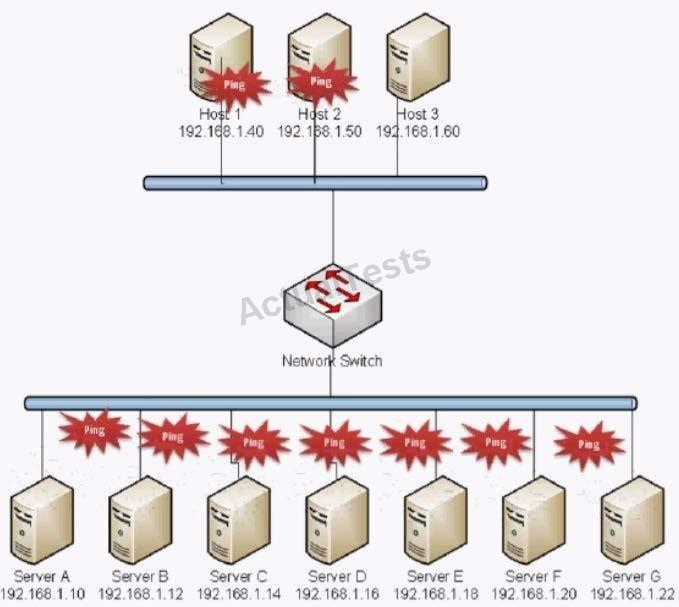 Ping
Ping
Host 1
192.168.1.40
Host 2
192.168.1.50
Host 3
192.168.1.60
ActualTests
Network Switch
Ping
Ping
Ping
Ping
Ping
Ping
Ping
Server A
192.168.1.10
Server B
192.168.1.12
Server C
192.168.1.14
Server D
192.168.1.16
Server E
192.168.1.18
Server F
192.168.1.20
Server G
192.168.1.22